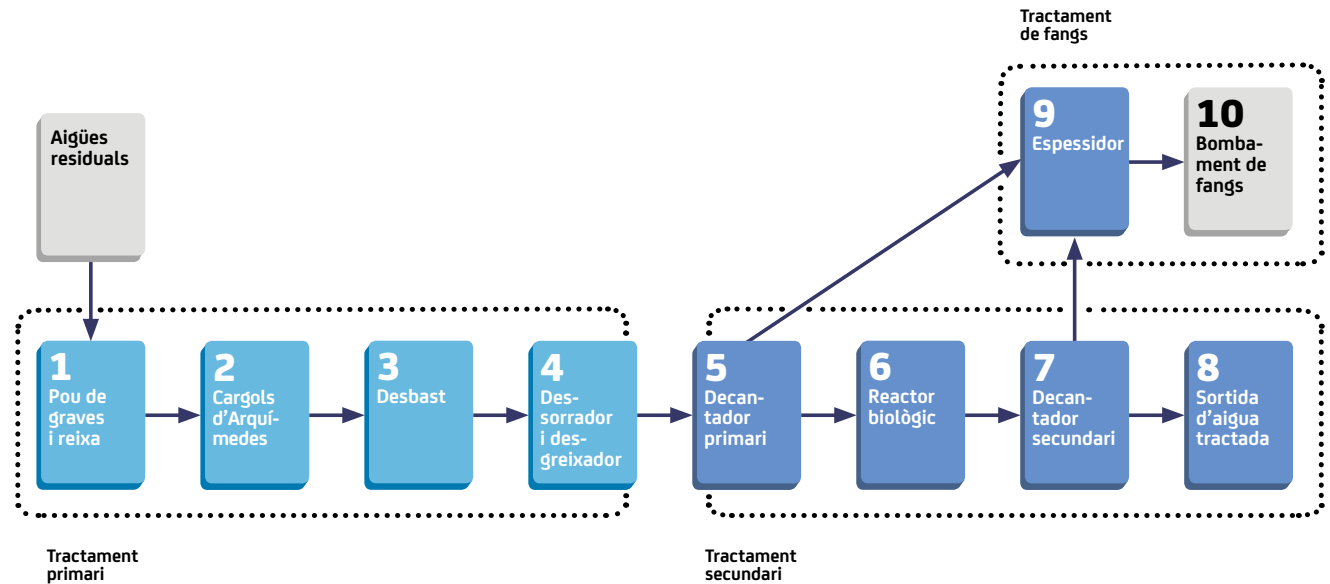 Tractament
de fangs
Aigües
residuals
9
Espessidor
10
Bomba-
ment de
fangs
1
Pou de
graves
i reixa
2
Cargols
d'Arquí-
medes
3
Desbast
4
Des-
sorrador
i des-
greixador
5
Decan-
tador
primari
6
Reactor
biològic
7
Decan-
tador
secundari
8
Sortida
d'aigua
tractada
Tractament
primari
Tractament
secundari